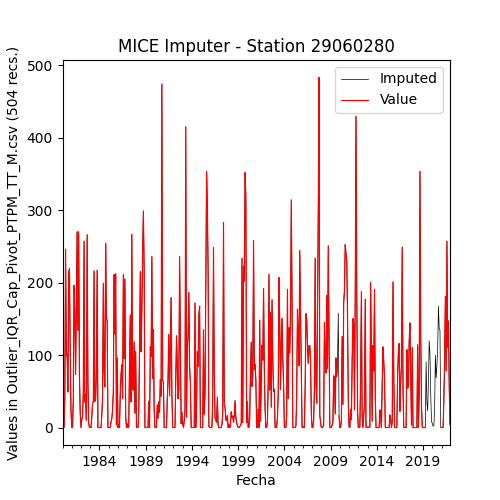 MICE Imputer - Station 29060280
Values in Outlier_IQR_Cap_Pivot_PTPM_TT_M.csv (504 recs.)
500
400
300
200
100
0
Imputed
Value
1984 1989 1994 1999 2004 2009 2014 2019
Fecha